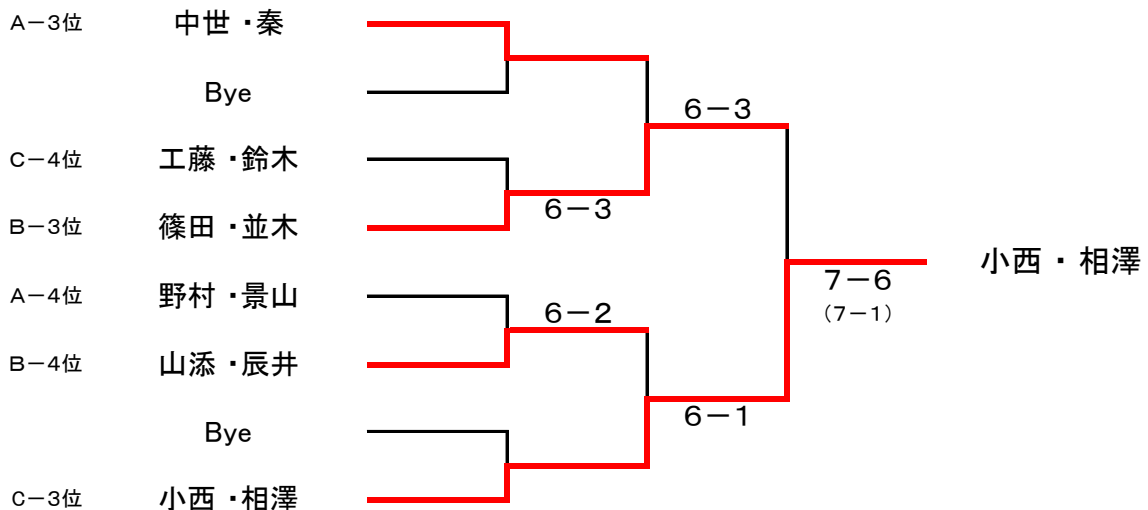 A－3位 中世・秦
Bye
6－3
C－4位 工藤・鈴木
6－3
B－3位 篠田・並木
小西・相澤
7－6
（7－1）
A－4位 野村・景山
6－2
B－4位 山添・辰井
6－1
Bye
C－3位 小西・相澤